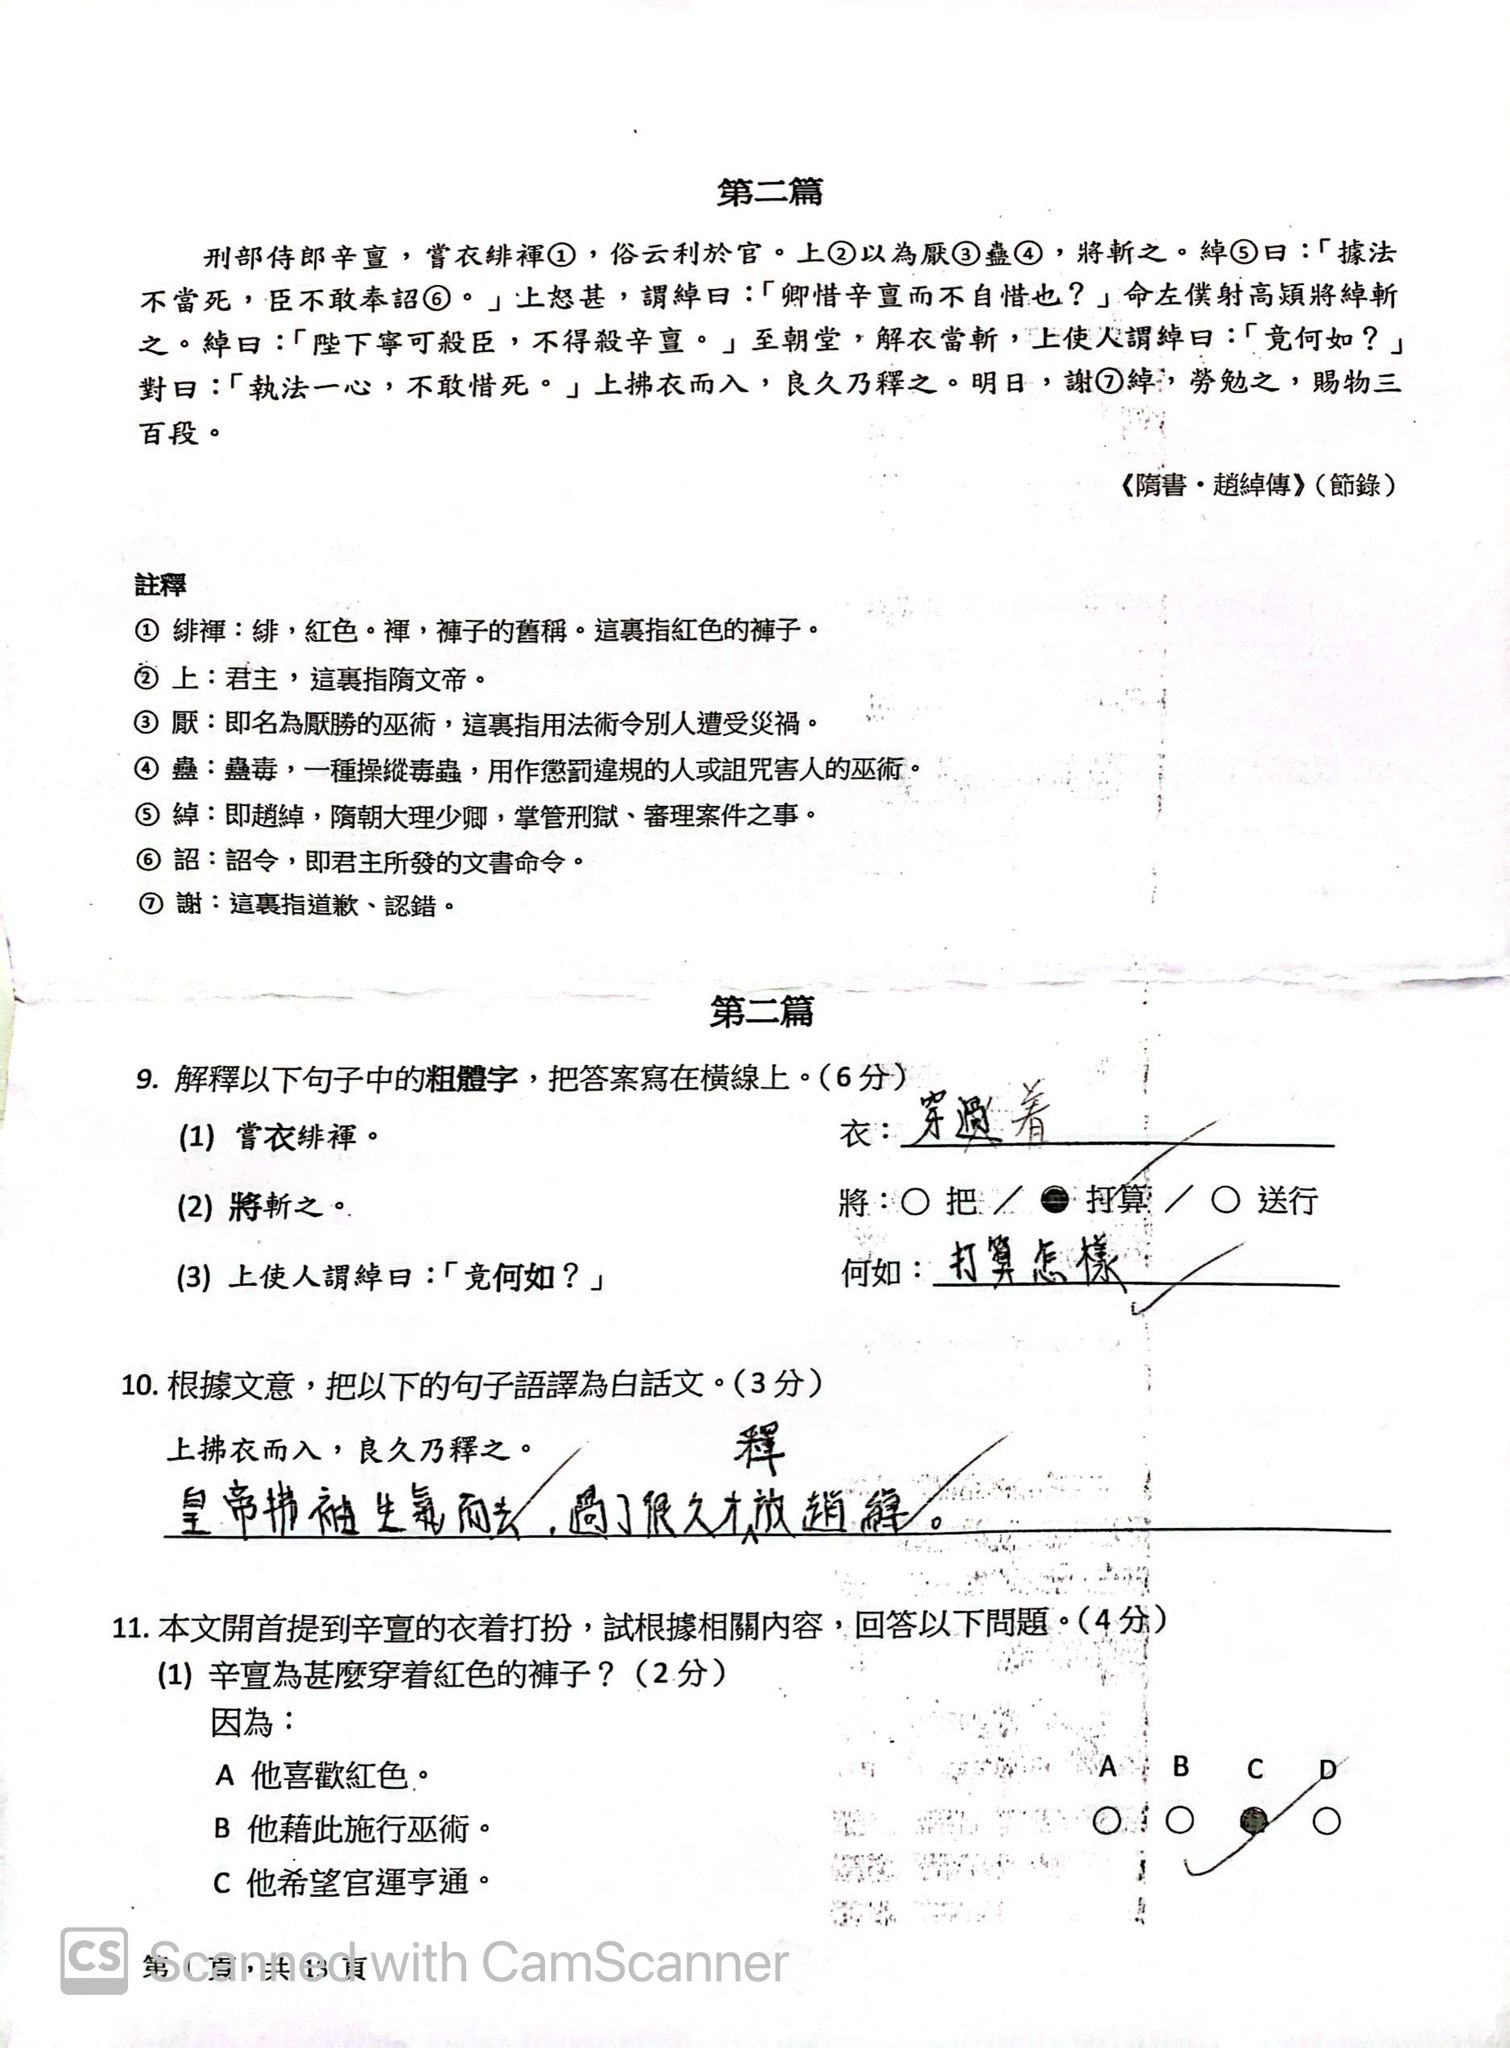 第二篇
刑部侍郎辛亶，嘗衣緋褌①，俗云利於官。上②以為厭③蠱④，將斬之。綽⑤曰：「據法
不當死，臣不敢奉詔⑥。」上怒甚，謂綽曰：「卿惜辛亶而不自惜也？」命左僕射高熲將綽斬
之。綽曰：「陛下寧可殺臣，不得殺辛亶。」至朝堂，解衣當斬，上使人謂綽曰：「竟何如？」
對曰：「執法一心，不敢惜死。」上拂衣而入，良久乃釋之。明日，謝⑦綽，勞勉之，賜物三
百段。
《隋書·趙綽傳》（節錄）
註釋
① 緋褌：緋，紅色。褌，褲子的舊稱。這裏指紅色的褲子。
② 上：君主，這裏指隋文帝。
③ 厭：即名為厭勝的巫術，這裏指用法術令別人遭受災禍。
④ 蠱：蠱毒，一種操縱毒蟲，用作懲罰違規的人或詛咒害人的巫術。
⑤ 綽：即趙綽，隋朝大理少卿，掌管刑獄、審理案件之事。
⑥ 詔：詔令，即君主所發的文書命令。
⑦ 謝：這裏指道歉、認錯。
第二篇
9. 解釋以下句子中的粗體字，把答案寫在橫線上。（6 分）
(1) 嘗衣緋褌。 衣：穿過着
(2) 將斬之。 將：○ 把 ／ ● 打算 ／ ○ 送行
(3) 上使人謂綽曰：「竟何如？」 何如：打算怎樣
10. 根據文意，把以下的句子語譯為白話文。（3 分）
上拂衣而入，良久乃釋之。
皇帝拂袖生氣而去，過了很久才釋放趙綽。
11. 本文開首提到辛亶的衣着打扮，試根據相關內容，回答以下問題。（4 分）
(1) 辛亶為甚麼穿着紅色的褲子？（2 分）
因為：
A 他喜歡紅色。
B 他藉此施行巫術。
C 他希望官運亨通。
A B C D
○ ○ ● ○
第 頁，共 13 頁
CS Scanned with CamScanner